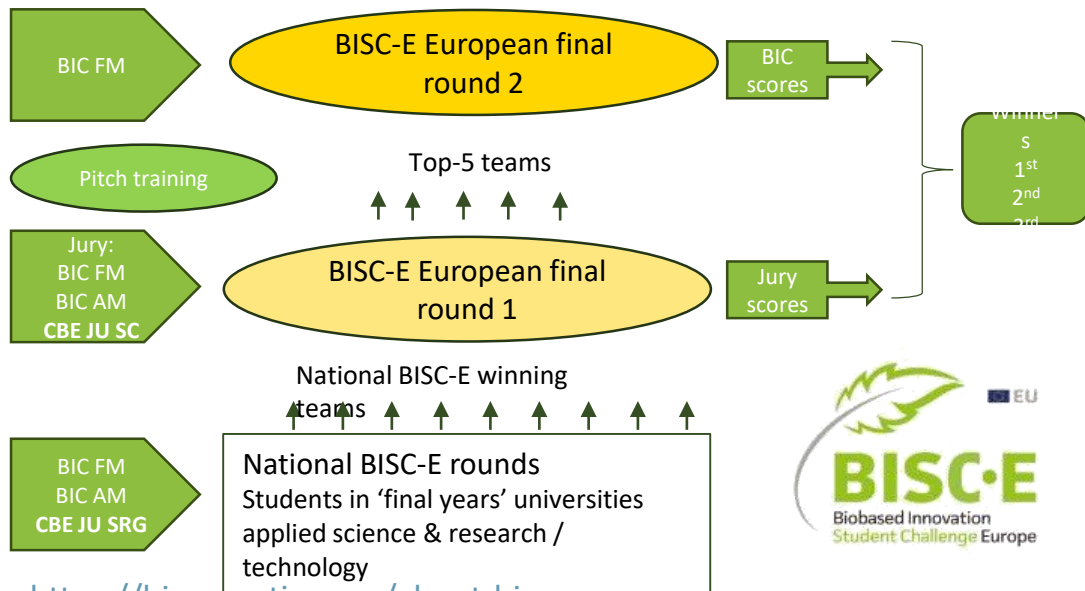 BIC FM
BISC-E European final
round 2
BIC
scores
Winner
s
1st
2nd
3rd
Pitch training
Top-5 teams
Jury:
BIC FM
BIC AM
CBE JU SC
BISC-E European final
round 1
Jury
scores
National BISC-E winning
teams
EU
BISC·E
Biobased Innovation
Student Challenge Europe
BIC FM
BIC AM
CBE JU SRG
National BISC-E rounds
Students in ‘final years’ universities
applied science & research /
technology